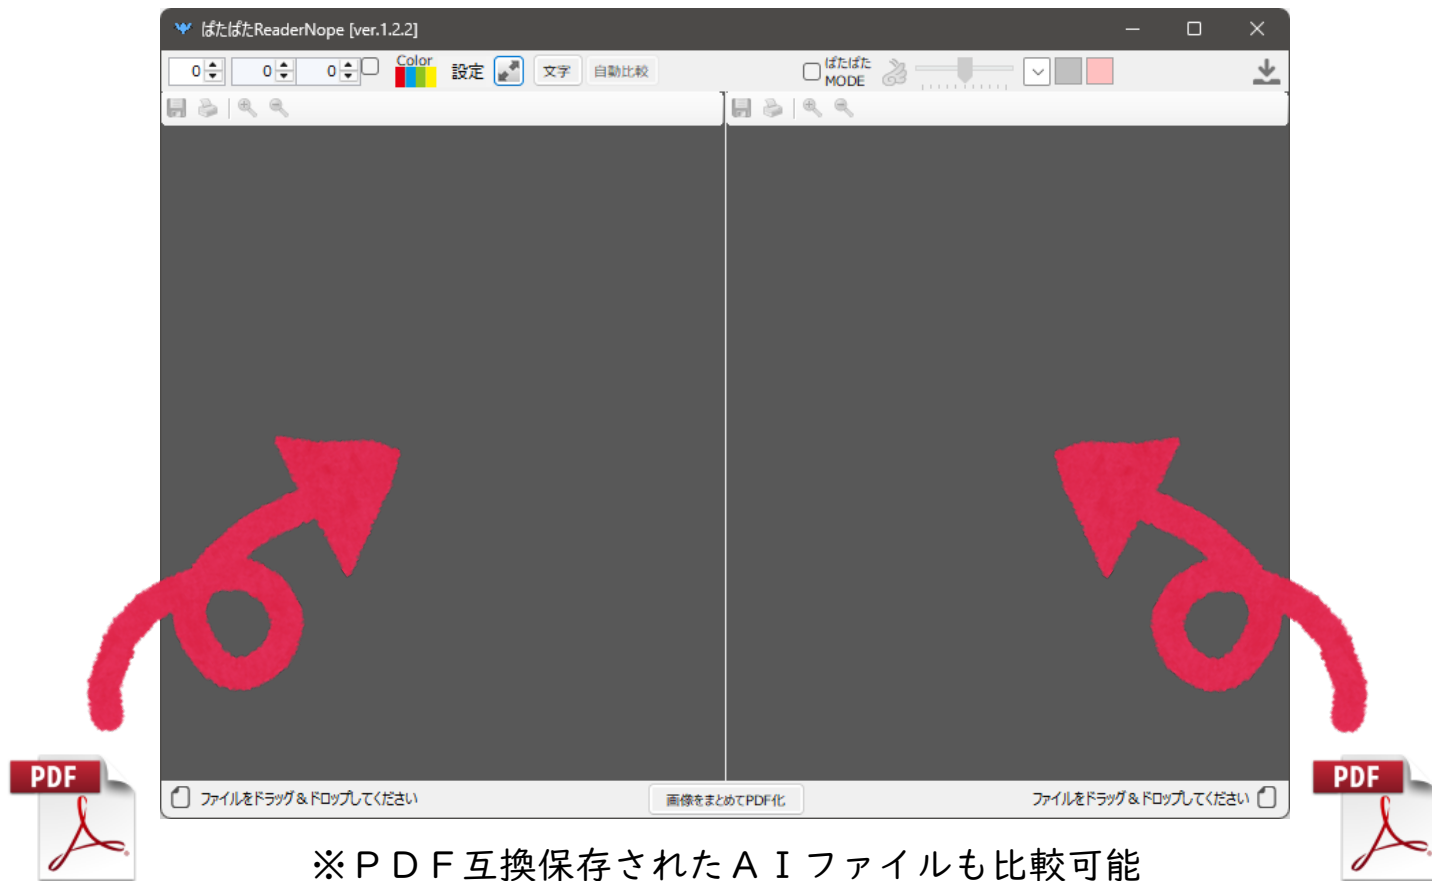 ぱたぱたReaderNope [ver.1.2.2]
0 0 0 Color 設定 文字 自動比較 ぱたぱた MODE
PDF
PDF
ファイルをドラッグ&ドロップしてください 画像をまとめてPDF化 ファイルをドラッグ&ドロップしてください
※ＰＤＦ互換保存されたＡＩファイルも比較可能